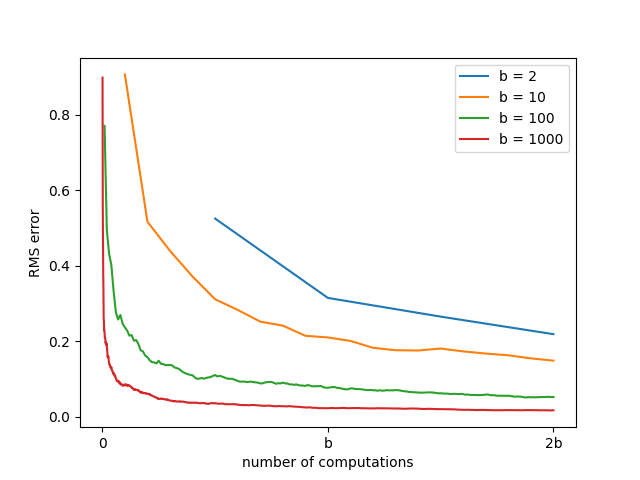 b = 2
b = 10
b = 100
b = 1000
0.8
0.6
0.4
0.2
0.0
RMS error
0
b
2b
number of computations